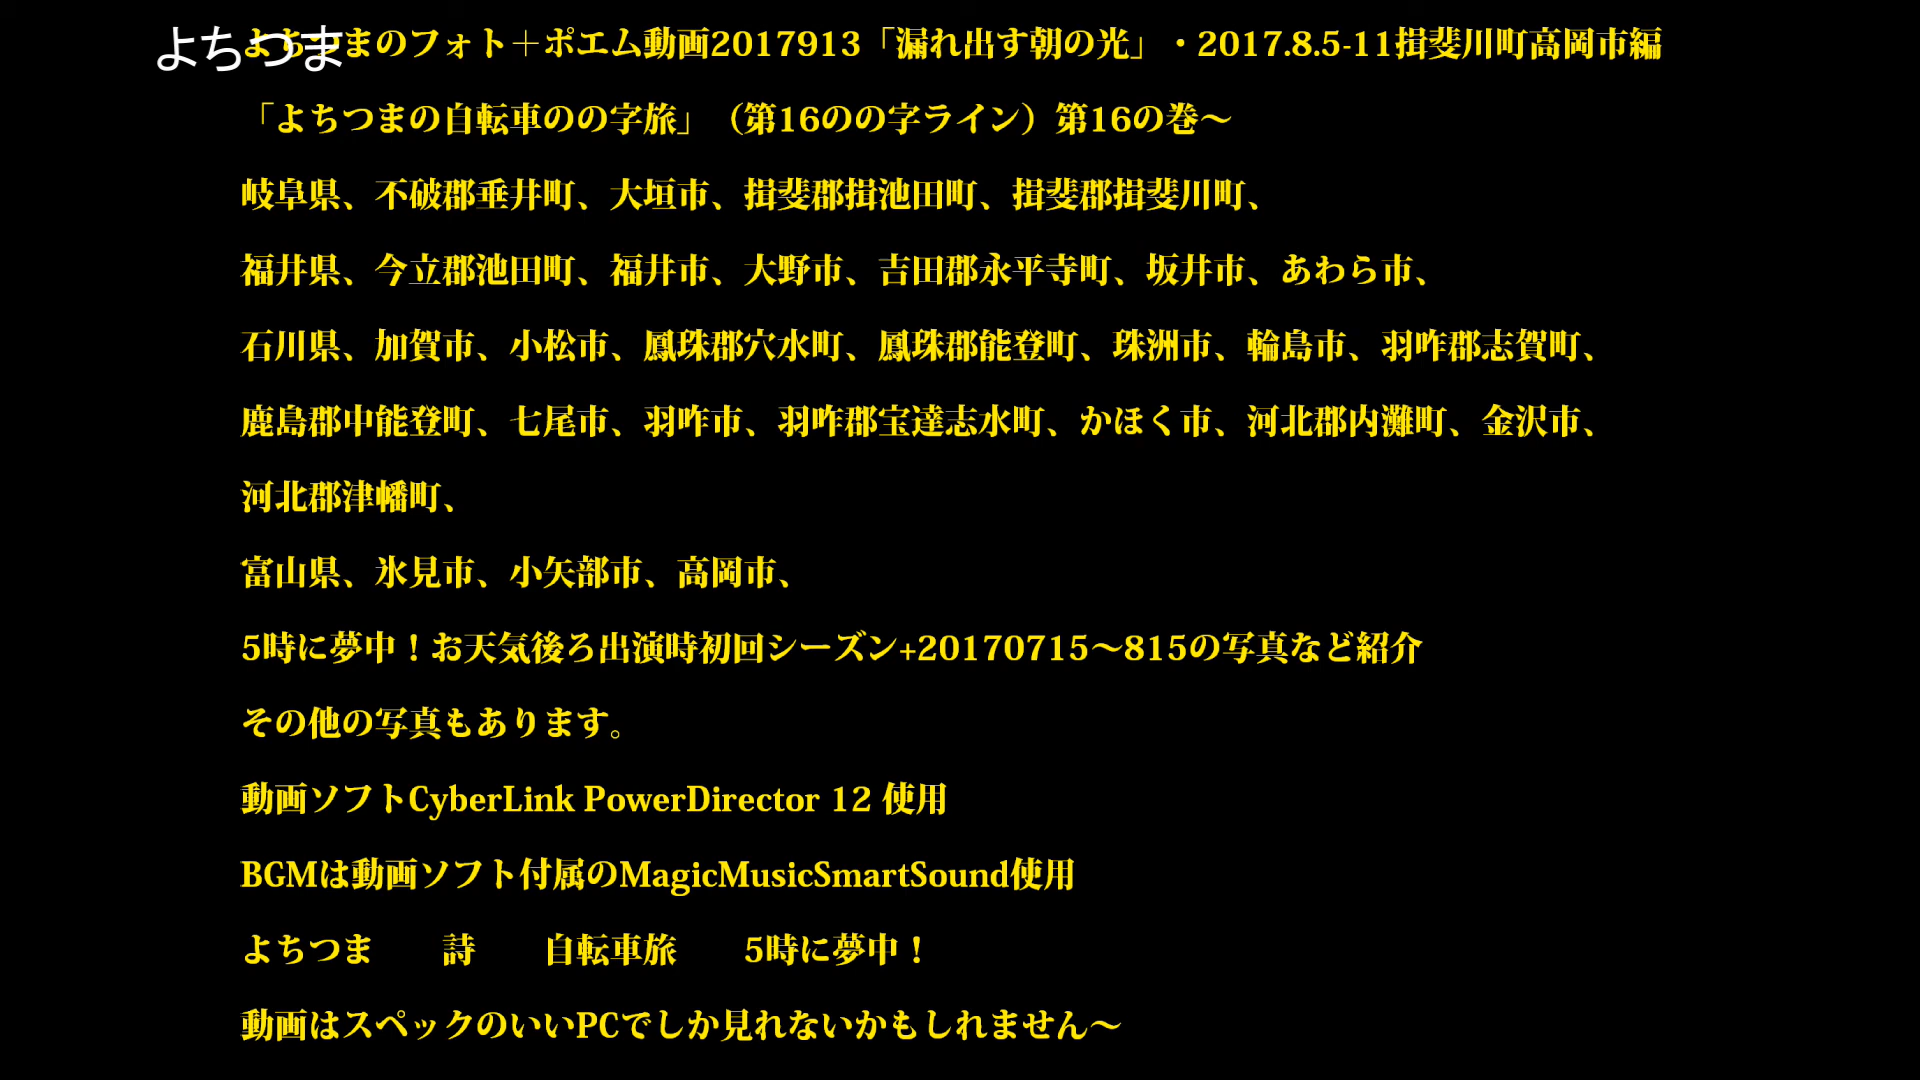 よちつま
よちつまのフォト＋ポエム動画2017913「漏れ出す朝の光」・2017.8.5-11揖斐川町高岡市編
「よちつまの自転車のの字旅」（第16のの字ライン）第16の巻～
岐阜県、不破郡垂井町、大垣市、揖斐郡揖池田町、揖斐郡揖斐川町、
福井県、今立郡池田町、福井市、大野市、吉田郡永平寺町、坂井市、あわら市、
石川県、加賀市、小松市、鳳珠郡穴水町、鳳珠郡能登町、珠洲市、輪島市、羽咋郡志賀町、
鹿島郡中能登町、七尾市、羽咋市、羽咋郡宝達志水町、かほく市、河北郡内灘町、金沢市、
河北郡津幡町、
富山県、氷見市、小矢部市、高岡市、
5時に夢中！お天気後ろ出演時初回シーズン+20170715～815の写真など紹介
その他の写真もあります。
動画ソフトCyberLink PowerDirector 12 使用
BGMは動画ソフト付属のMagicMusicSmartSound使用
よちつま　　詩　　自転車旅　　5時に夢中！
動画はスペックのいいPCでしか見れないかもしれません～